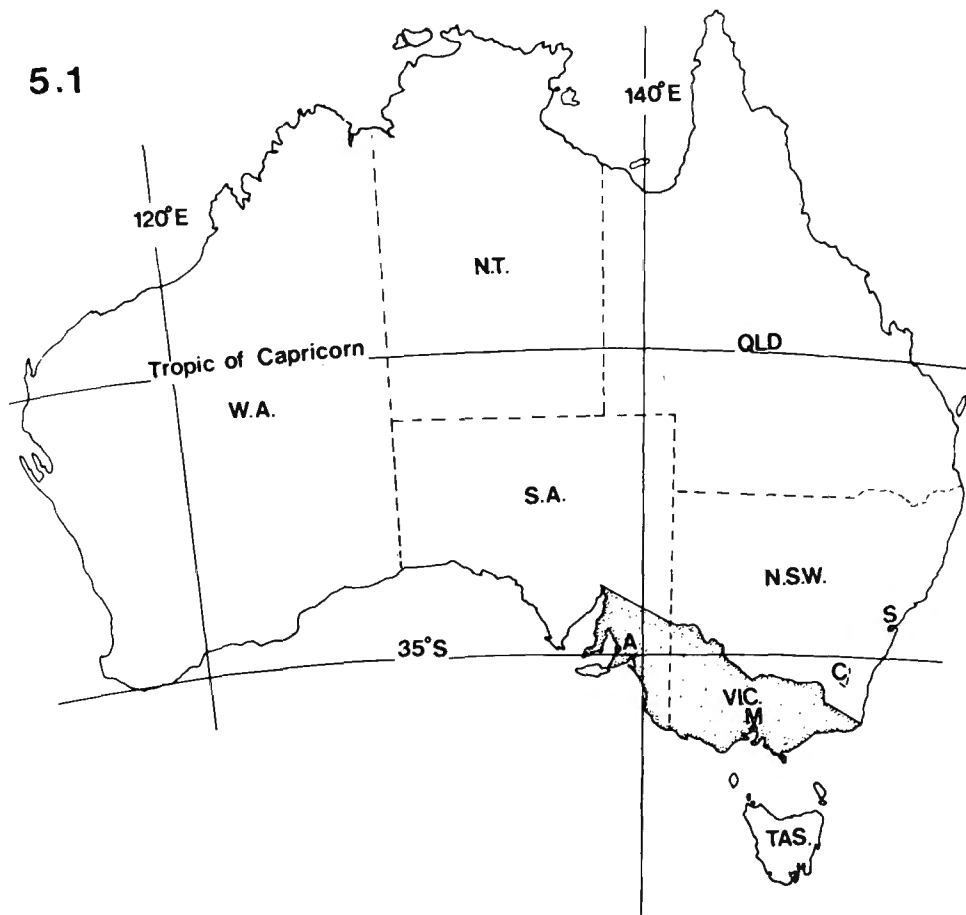 5.1
140°E
120°E
N.T.
Tropic of Capricorn
QLD
W.A.
S.A.
N.S.W.
S
A
35°S
C
VIC.
M
TAS.